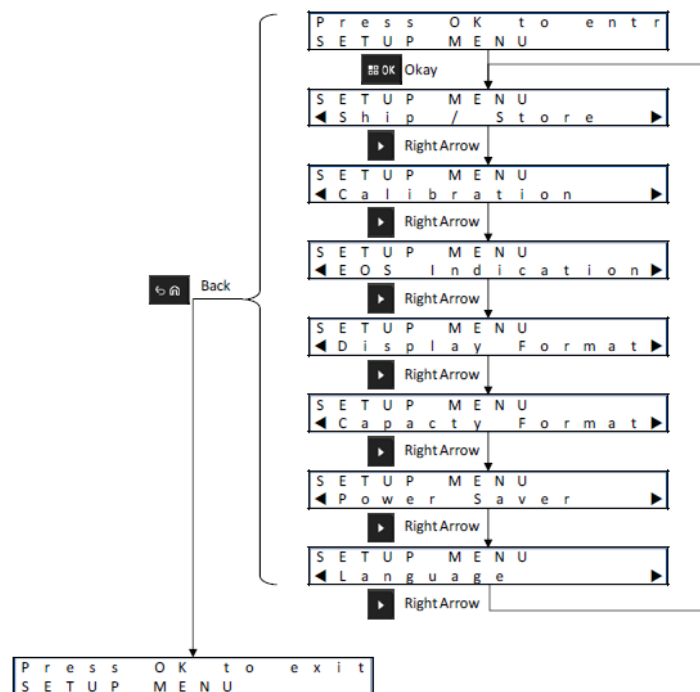 Press OK to entr
SETUP MENU
OK Okay
SETUP MENU
◀Ship / Store ▶
Right Arrow
SETUP MENU
◀Calibration ▶
Right Arrow
SETUP MENU
◀EOS Indication▶
Back
Right Arrow
SETUP MENU
◀Display Format▶
Right Arrow
SETUP MENU
◀Capacty Format▶
Right Arrow
SETUP MENU
◀Power Saver ▶
Right Arrow
SETUP MENU
◀Language ▶
Right Arrow
Press OK to exit
SETUP MENU